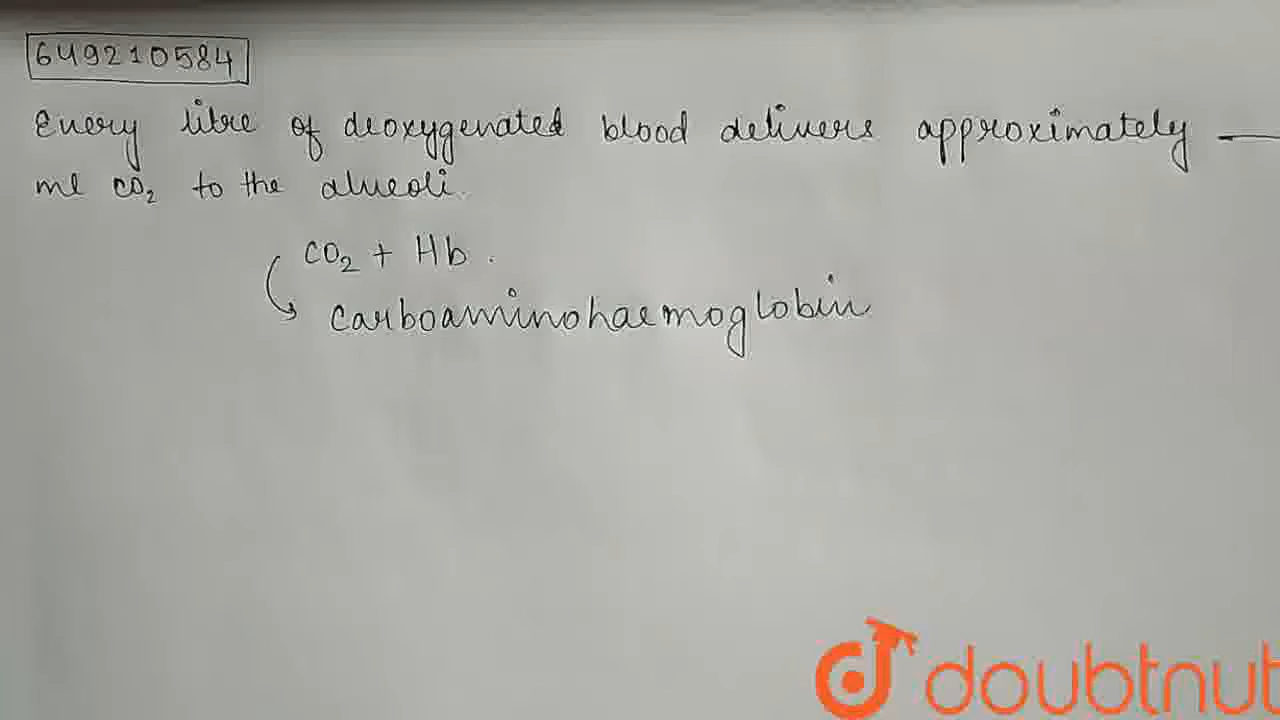 649210584
Every litre of deoxygenated blood delivers approximately —
ml CO₂ to the alveoli.
CO₂ + Hb.
carboaminohaemoglobin
doubtnut